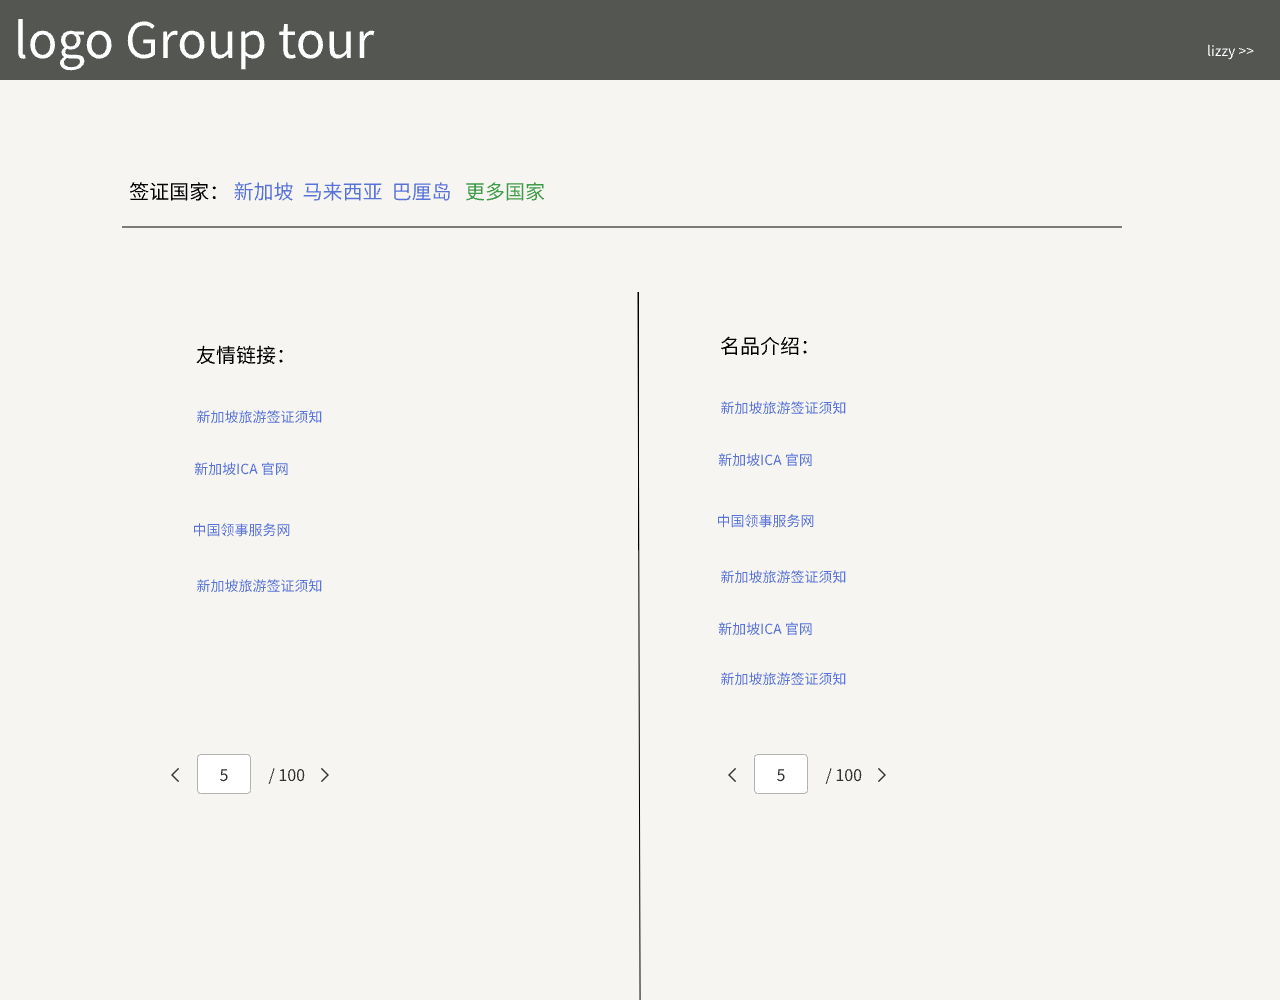 logo Group tour
lizzy >>
签证国家： 新加坡 马来西亚 巴厘岛 更多国家
友情链接：
新加坡旅游签证须知
新加坡ICA 官网
中国领事服务网
新加坡旅游签证须知
5 / 100
名品介绍：
新加坡旅游签证须知
新加坡ICA 官网
中国领事服务网
新加坡旅游签证须知
新加坡ICA 官网
新加坡旅游签证须知
5 / 100